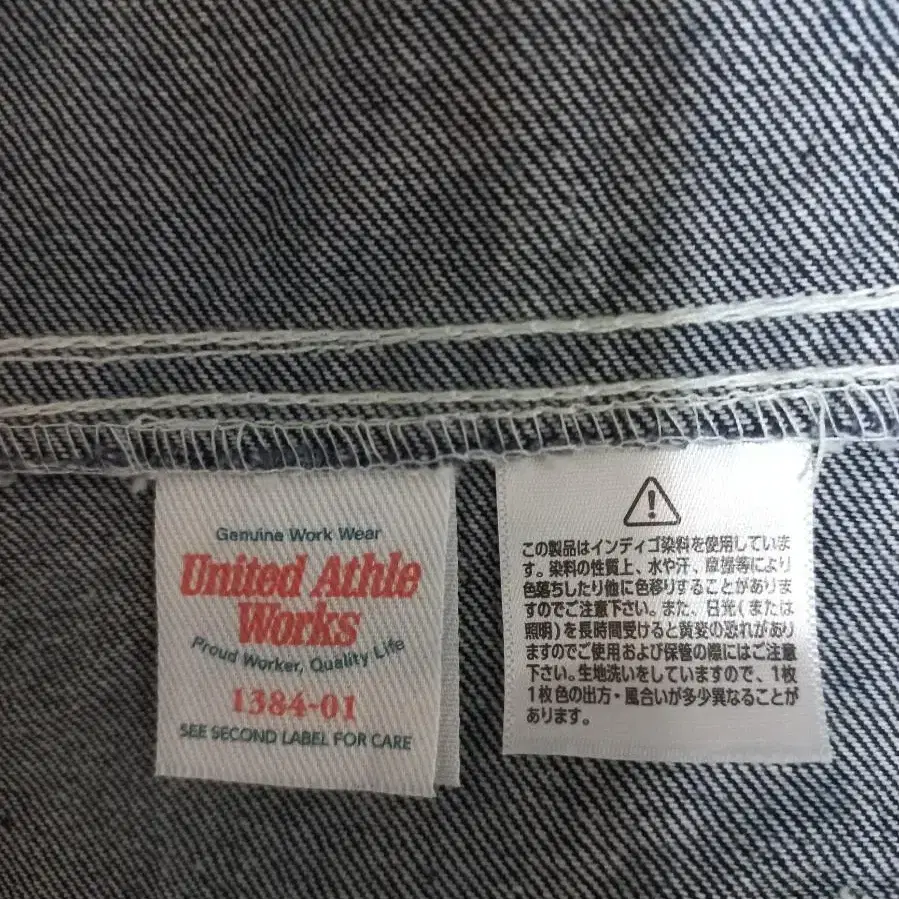 Genuine Work Wear
United Athle
Works
Proud Worker, Quality Life
1384-01
SEE SECOND LABEL FOR CARE
この製品はインディゴ染料を使用していま
す。染料の性質上、水や汗、摩擦等により
色落ちしたり他に色移りすることがありま
すのでご注意下さい。また、日光(または
照明)を長時間受けると黄変の恐れがあり
ますのでご使用および保管の際にはご注意
下さい。生地洗いをしていますので、1枚
1枚色の出方・風合いが多少異なることが
あります。